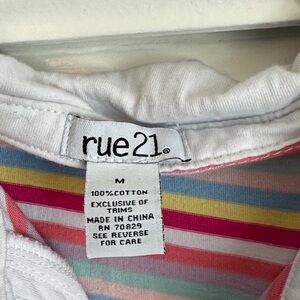 rue21®
M
100%COTTON
EXCLUSIVE OF
TRIMS
MADE IN CHINA
RN 70829
SEE REVERSE
FOR CARE